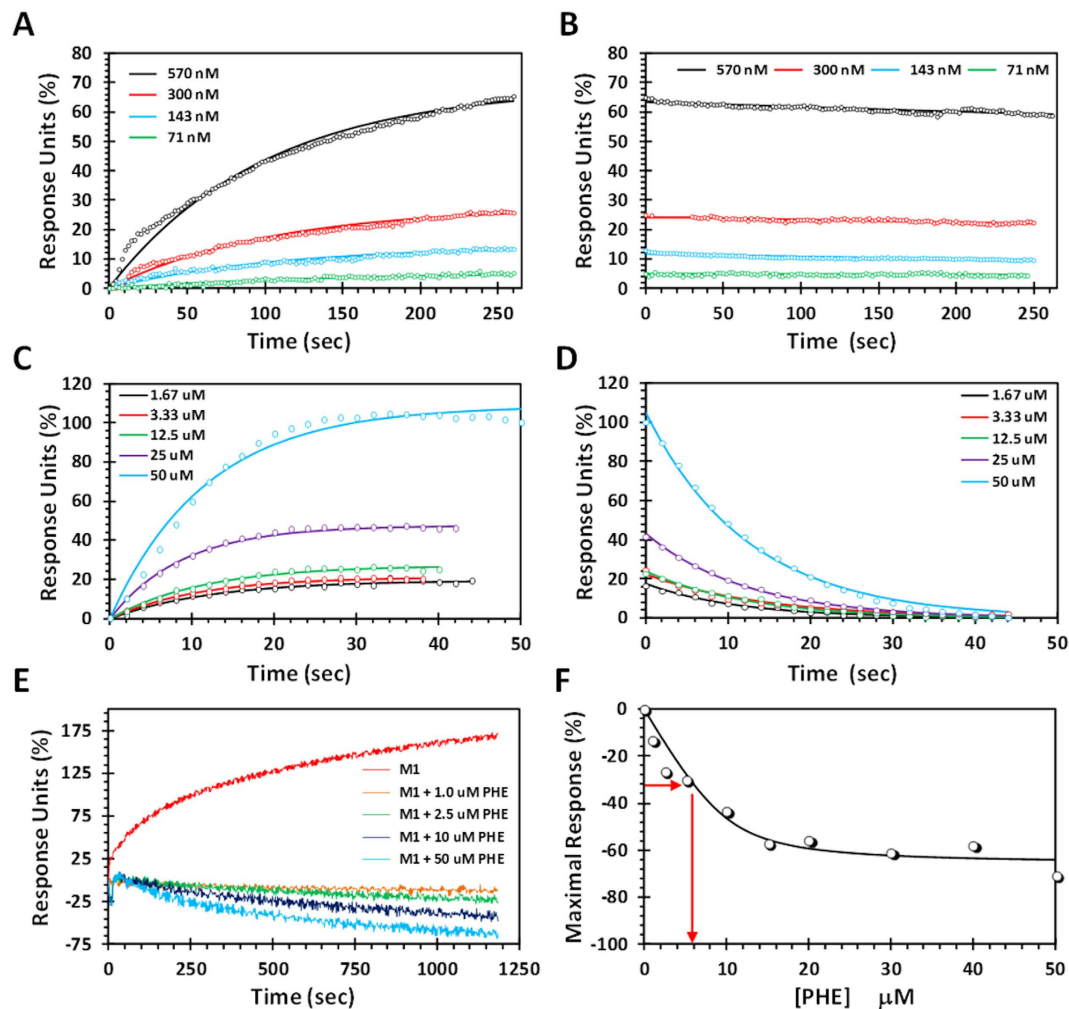 A
80
70
60
50
40
30
20
10
0
Response Units (%)
570 nM
300 nM
143 nM
71 nM
0 50 100 150 200 250
Time (sec)
B
80
70
60
50
40
30
20
10
0
Response Units (%)
570 nM 300 nM 143 nM 71 nM
0 50 100 150 200 250
Time (sec)
C
120
100
80
60
40
20
0
Response Units (%)
1.67 uM
3.33 uM
12.5 uM
25 uM
50 uM
0 10 20 30 40 50
Time (sec)
D
120
100
80
60
40
20
0
Response Units (%)
1.67 uM
3.33 uM
12.5 uM
25 uM
50 uM
0 10 20 30 40 50
Time (sec)
E
175
125
75
25
-25
-75
Response Units (%)
M1
M1 + 1.0 uM PHE
M1 + 2.5 uM PHE
M1 + 10 uM PHE
M1 + 50 uM PHE
0 250 500 750 1000 1250
Time (sec)
F
0
-20
-40
-60
-80
-100
Maximal Response (%)
0 10 20 30 40 50
[PHE] µM